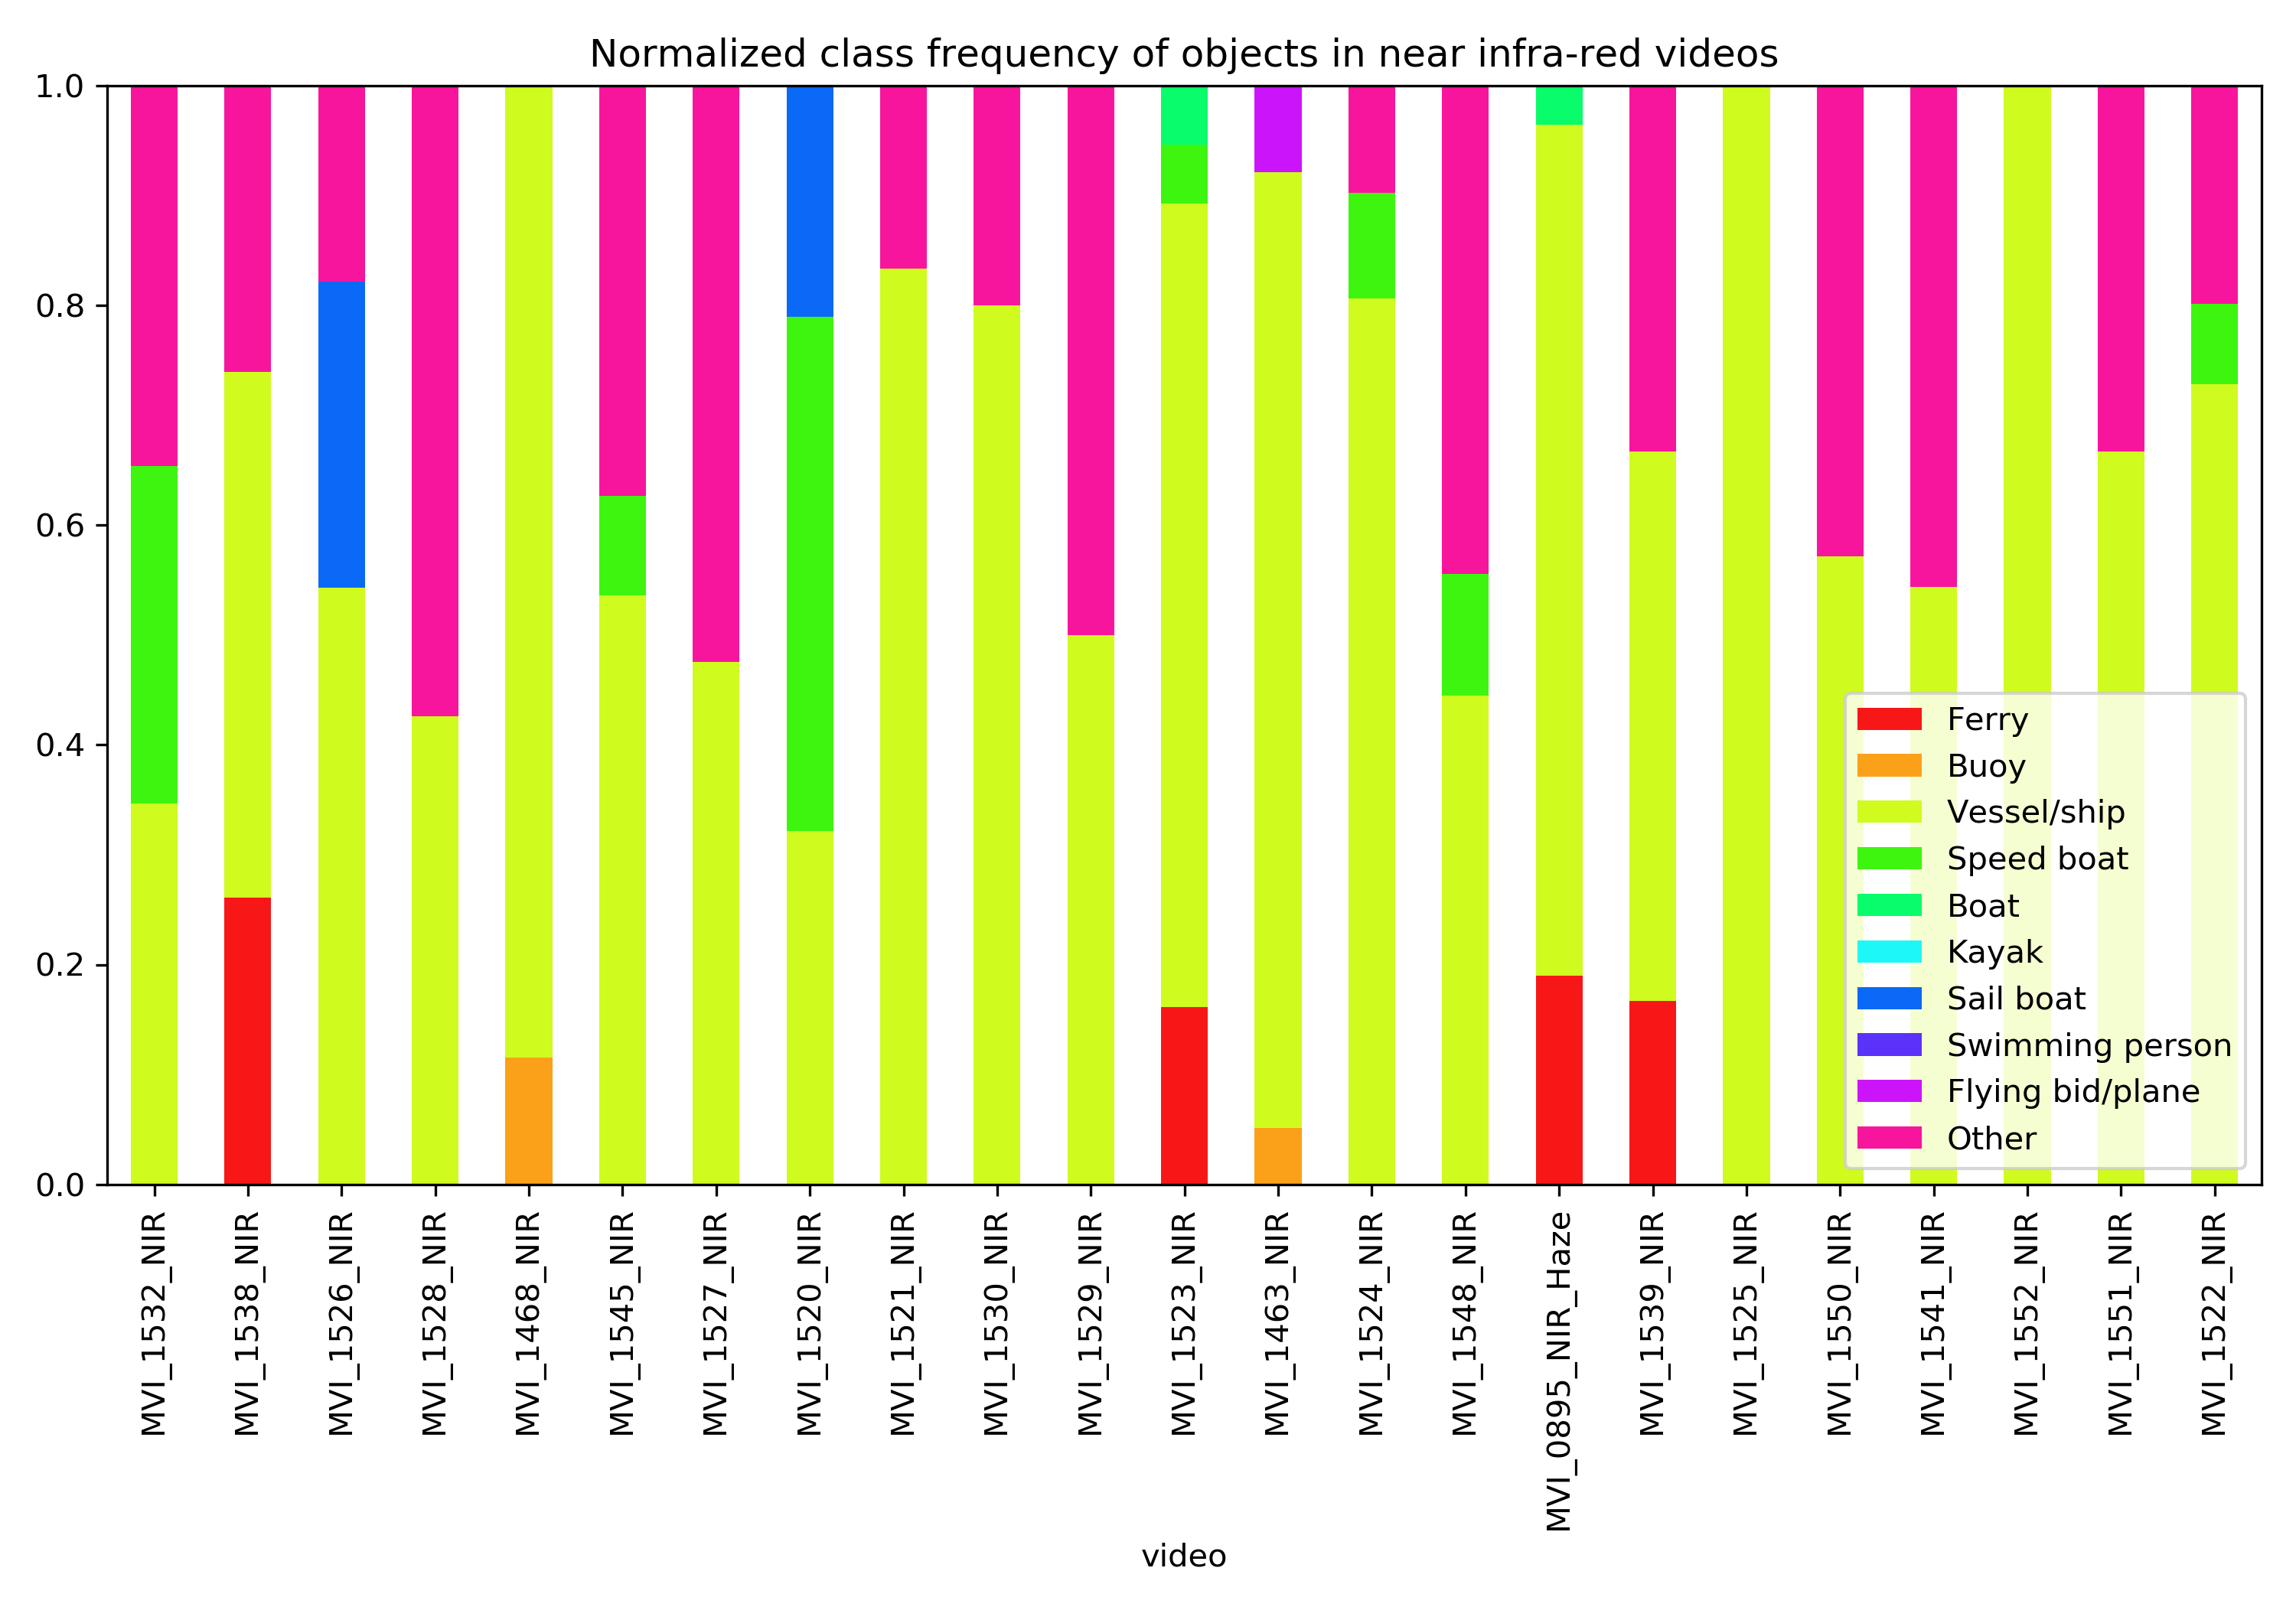 Normalized class frequency of objects in near infra-red videos
1.0
0.8
0.6
0.4
0.2
0.0
Ferry
Buoy
Vessel/ship
Speed boat
Boat
Kayak
Sail boat
Swimming person
Flying bid/plane
Other
MVI_1532_NIR
MVI_1538_NIR
MVI_1526_NIR
MVI_1528_NIR
MVI_1468_NIR
MVI_1545_NIR
MVI_1527_NIR
MVI_1520_NIR
MVI_1521_NIR
MVI_1530_NIR
MVI_1529_NIR
MVI_1523_NIR
MVI_1463_NIR
MVI_1524_NIR
MVI_1548_NIR
MVI_0895_NIR_Haze
MVI_1539_NIR
MVI_1525_NIR
MVI_1550_NIR
MVI_1541_NIR
MVI_1552_NIR
MVI_1551_NIR
MVI_1522_NIR
video